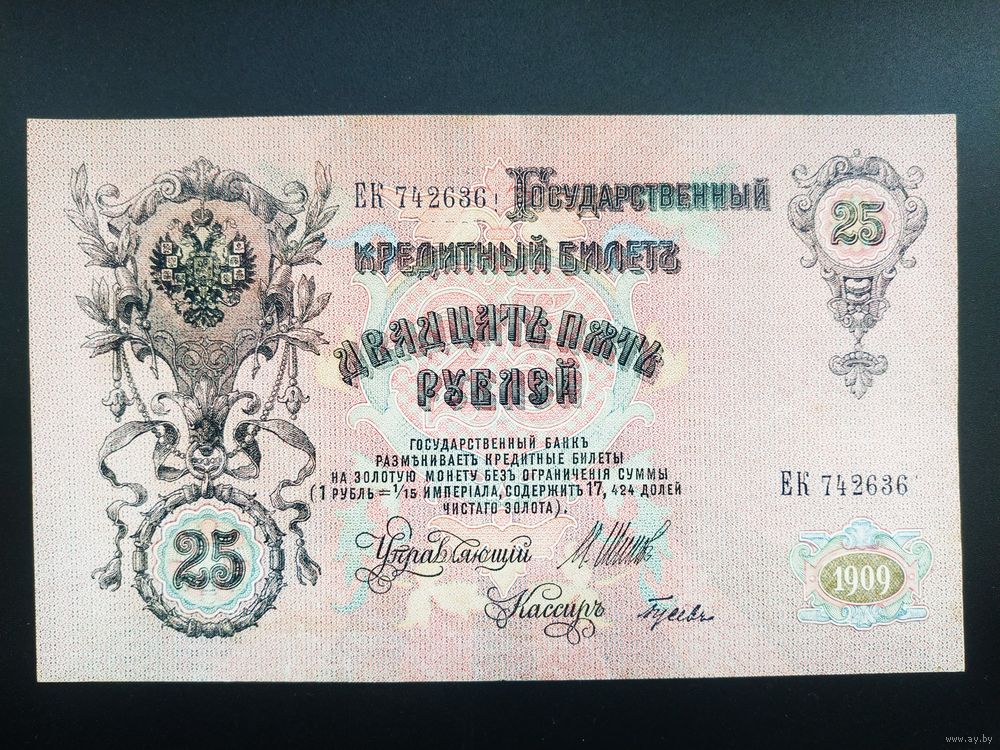 ЕК 742636
Государственный
25
Кредитный Билетъ
Двадцать Пять
Рублей
ГОСУДАРСТВЕННЫЙ БАНКЪ
РАЗМѢНИВАЕТЪ КРЕДИТНЫЕ БИЛЕТЫ
НА ЗОЛОТУЮ МОНЕТУ БЕЗЪ ОГРАНИЧЕНІЯ СУММЫ
(1 РУБЛЬ = 1/15 ИМПЕРІАЛА, СОДЕРЖИТЪ 17,424 ДОЛЕЙ
ЧИСТАГО ЗОЛОТА).
ЕК 742636
25
Управляющій
Кассиръ
Гусевъ
1909
www.ay.by